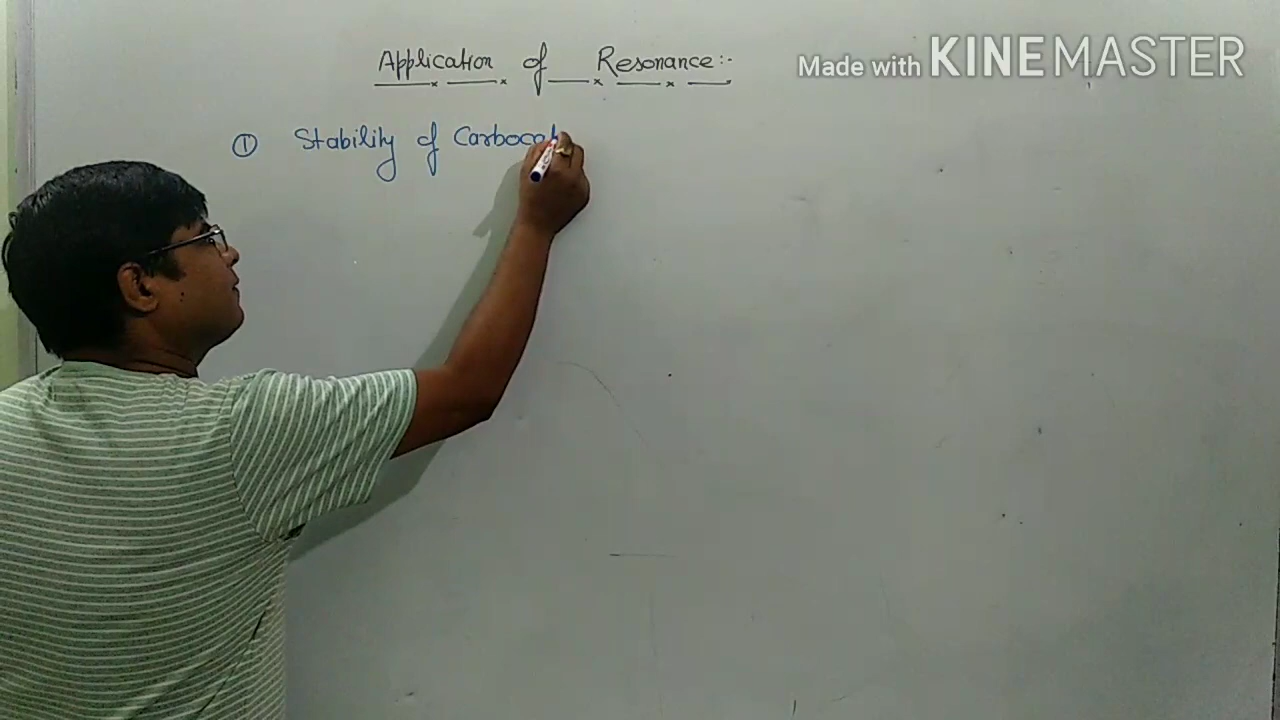 Application of Resonance:-
Made with KINEMASTER
① Stability of Carbocat